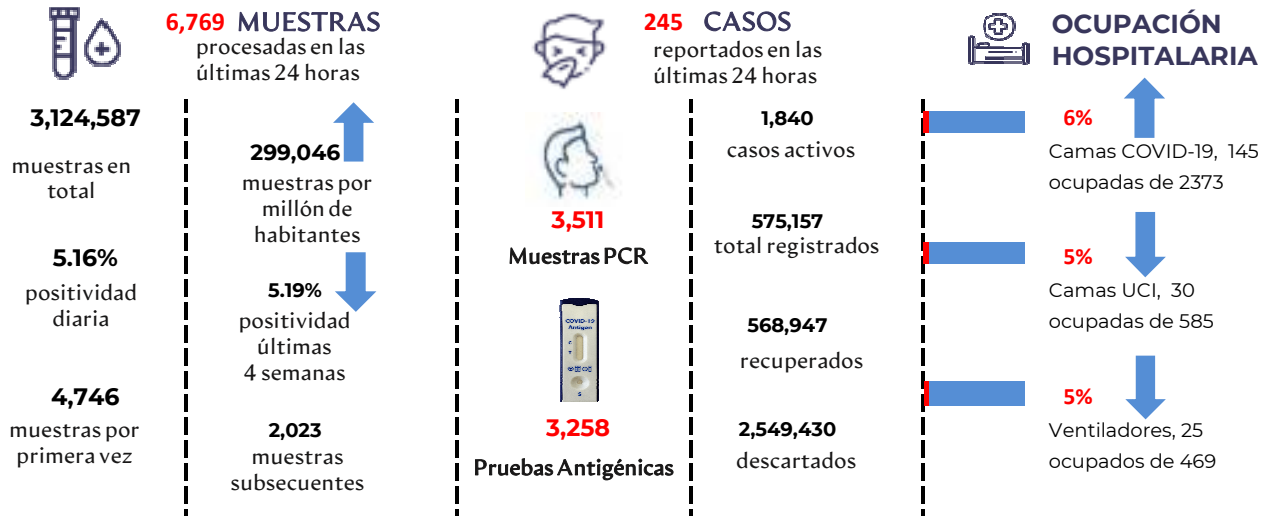 6,769 MUESTRAS
procesadas en las
últimas 24 horas
3,124,587
muestras en
total
5.16%
positividad
diaria
4,746
muestras por
primera vez
299,046
muestras por
millón de
habitantes
5.19%
positividad
últimas
4 semanas
2,023
muestras
subsecuentes
245 CASOS
reportados en las
últimas 24 horas
3,511
Muestras PCR
COVID-19
Antigen
C
T
S
3,258
Pruebas Antigénicas
1,840
casos activos
575,157
total registrados
568,947
recuperados
2,549,430
descartados
OCUPACIÓN
HOSPITALARIA
6%
Camas COVID-19, 145
ocupadas de 2373
5%
Camas UCI, 30
ocupadas de 585
5%
Ventiladores, 25
ocupados de 469